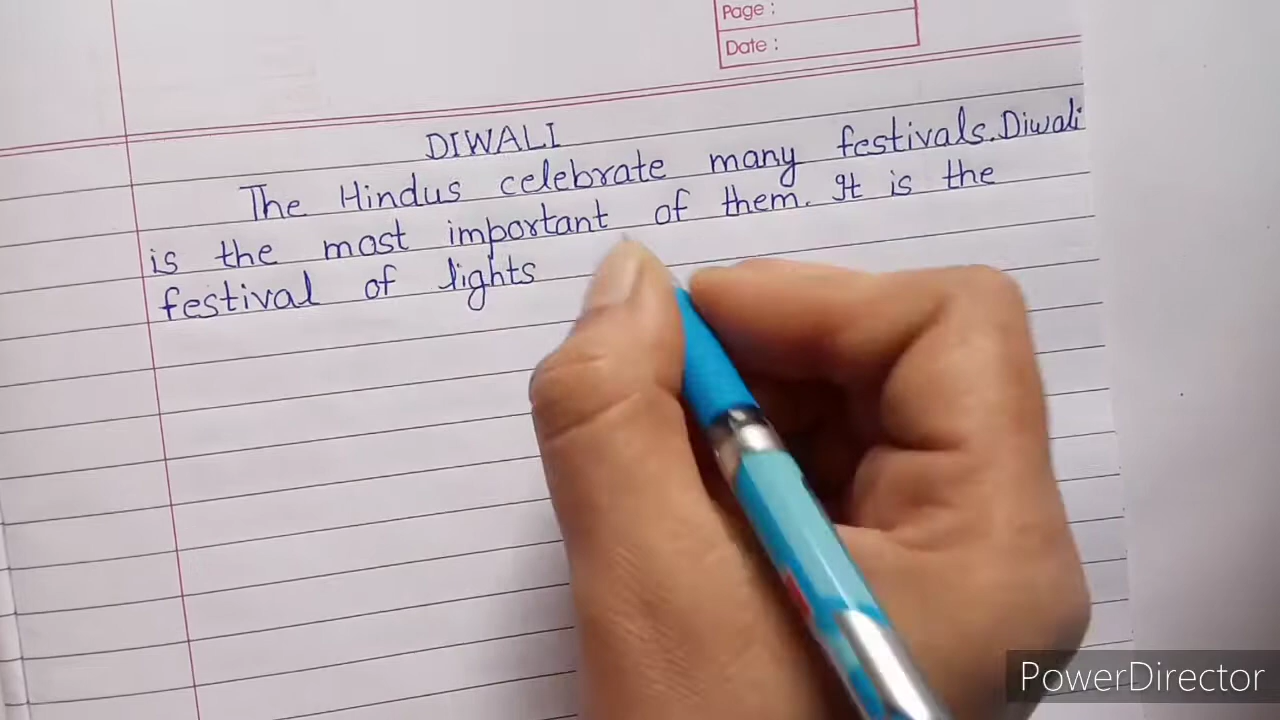 Page :
Date :
DIWALI
The Hindus celebrate many festivals. Diwali
is the most important of them. It is the
festival of lights
PowerDirector